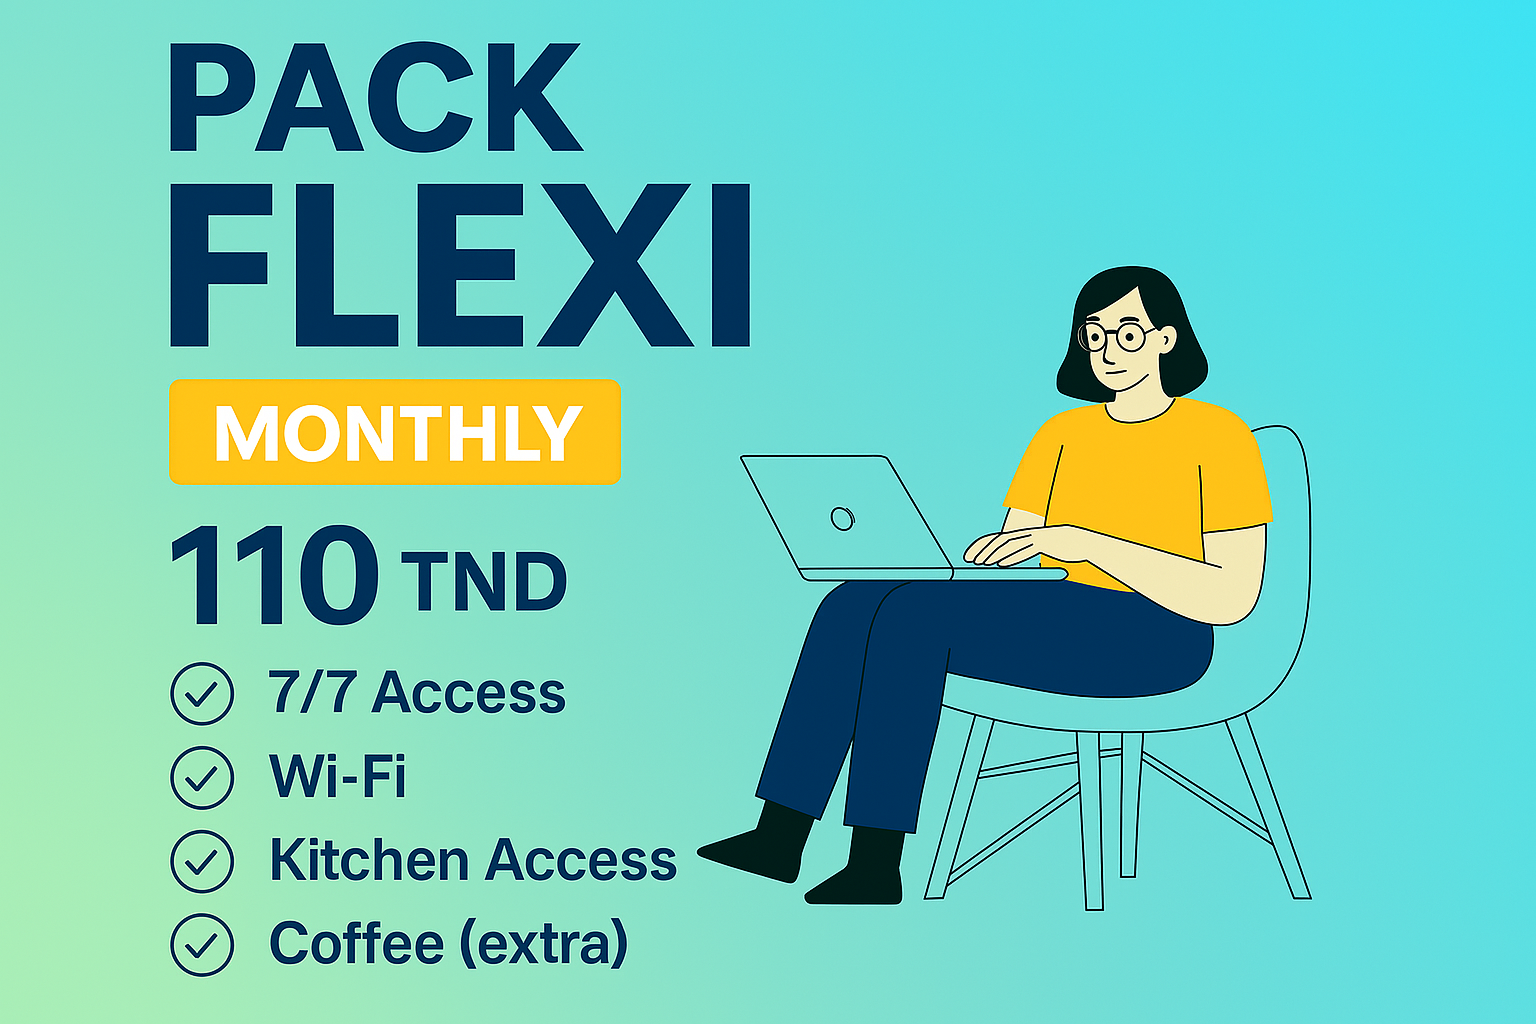 PACK
FLEXI
MONTHLY
110 TND
7/7 Access
Wi-Fi
Kitchen Access
Coffee (extra)